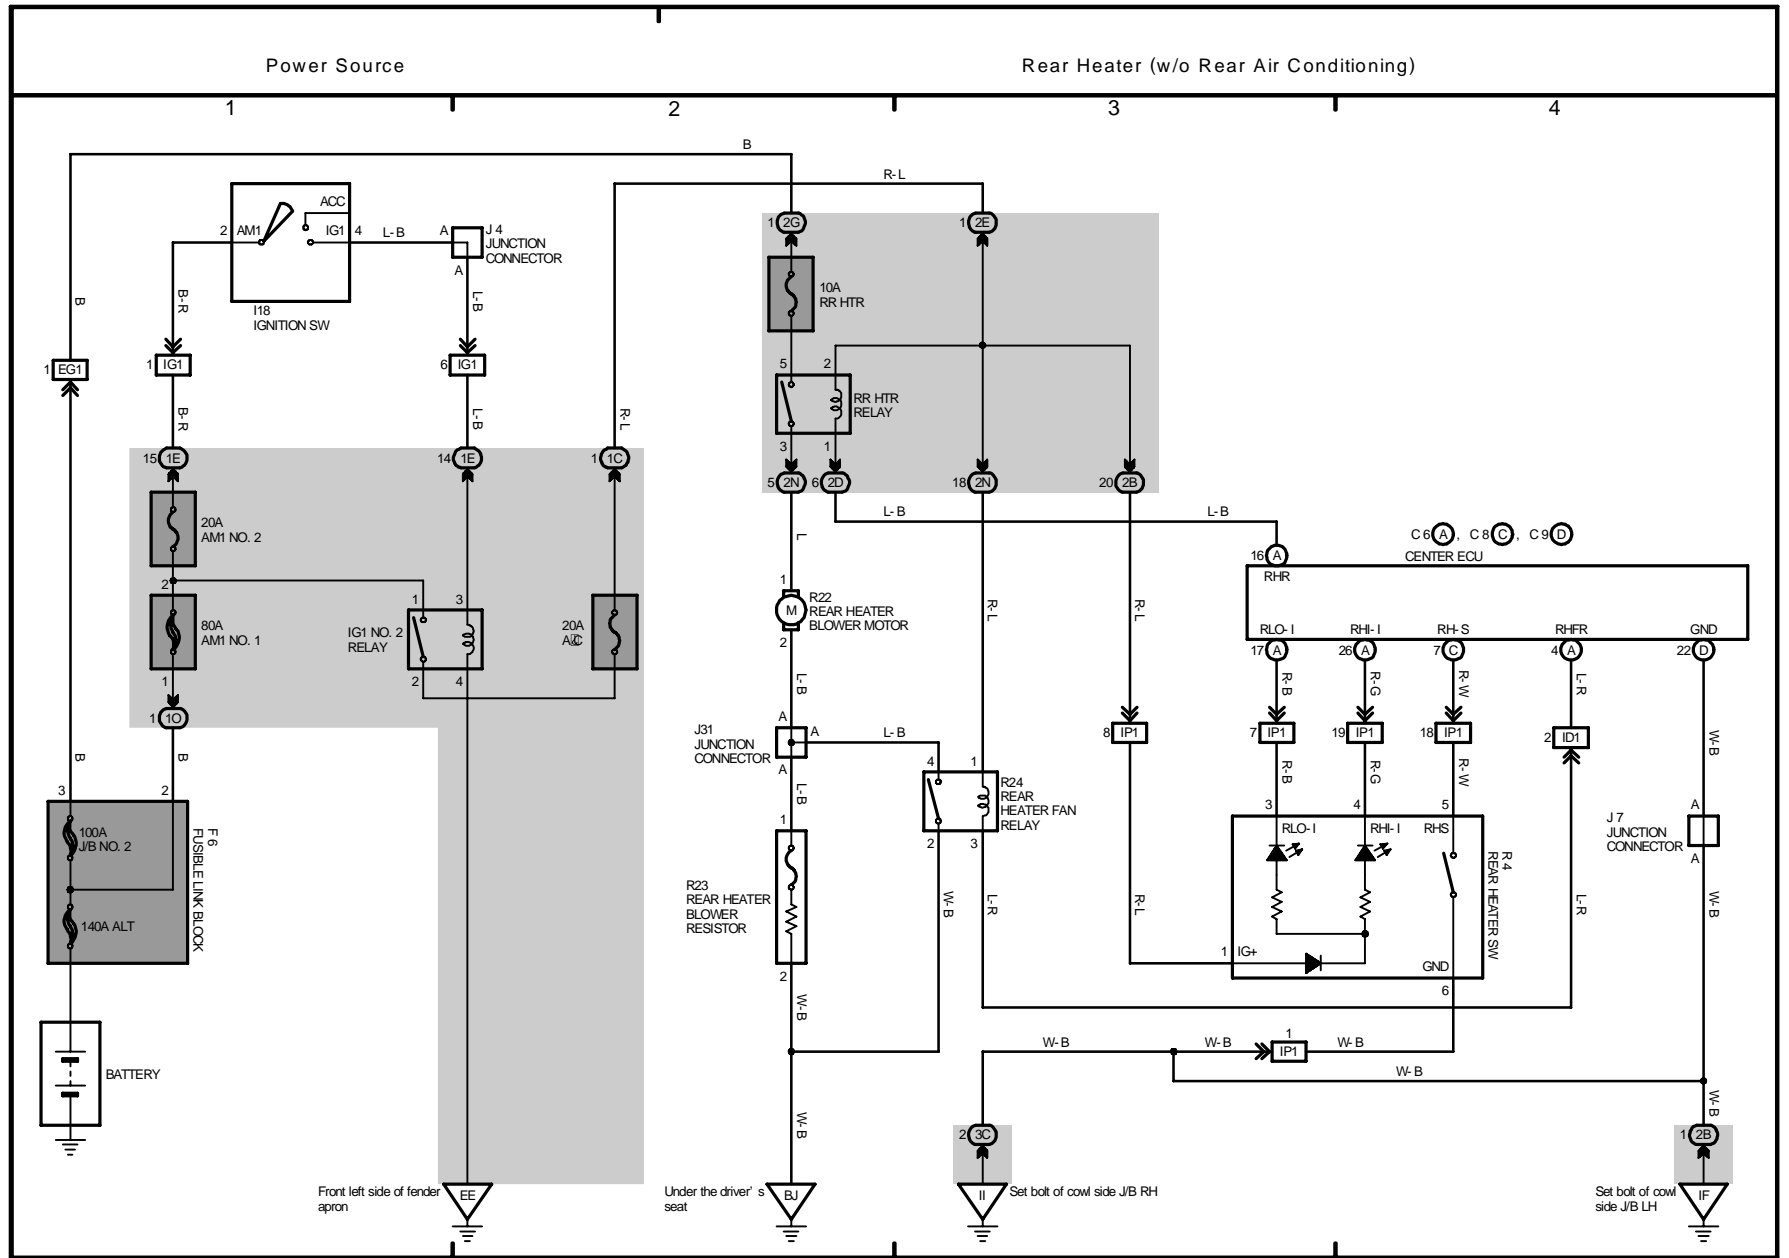 Power Source
Rear Heater (w/o Rear Air Conditioning)
1
2
3
4
B
R-L
ACC
2
AM1
IG1
4
L-B
A
J 4
JUNCTION
CONNECTOR
A
I18
IGNITION SW
B
B-R
L-B
1
EG1
1
IG1
6
IG1
B-R
L-B
R-L
15
1E
14
1E
1
1C
20A
AM1 NO. 2
2
80A
AM1 NO. 1
1
1
1O
IG1 NO. 2
RELAY
1
3
2
4
20A
B
B
3
2
100A
J/B NO. 2
140A ALT
F 6
FUSIBLE LINK BLOCK
BATTERY
Front left side of fender
apron
EE
1
2G
1
2E
10A
RR HTR
5
2
RR HTR
RELAY
3
1
5
2N
6
2D
18
2N
20
2B
L-B
L-B
L
1
M
R22
REAR HEATER
BLOWER MOTOR
2
L-B
J31
JUNCTION
CONNECTOR
A
A
A
L-B
L-B
R-L
R-L
4
1
R24
REAR
HEATER FAN
RELAY
2
3
1
R23
REAR HEATER
BLOWER
RESISTOR
2
W-B
W-B
L-R
W-B
Under the driver's
seat
BJ
8
IP1
R-L
C 6
A
, C 8
C
, C 9
D
CENTER ECU
16
A
RHR
RLO-I
RHI-I
RH-S
RHFR
GND
17
A
26
A
7
C
4
A
22
D
R-B
R-G
R-W
L-R
W-B
7
IP1
19
IP1
18
IP1
2
ID1
R-B
R-G
R-W
3
4
5
RLO-I
RHI-I
RHS
R 4
REAR HEATER SW
1
IG+
GND
6
L-R
J 7
JUNCTION
CONNECTOR
A
A
W-B
W-B
W-B
1
IP1
W-B
W-B
W-B
2
3C
1
2B
II
Set bolt of cowl side J/B RH
Set bolt of cowl
side J/B LH
IF